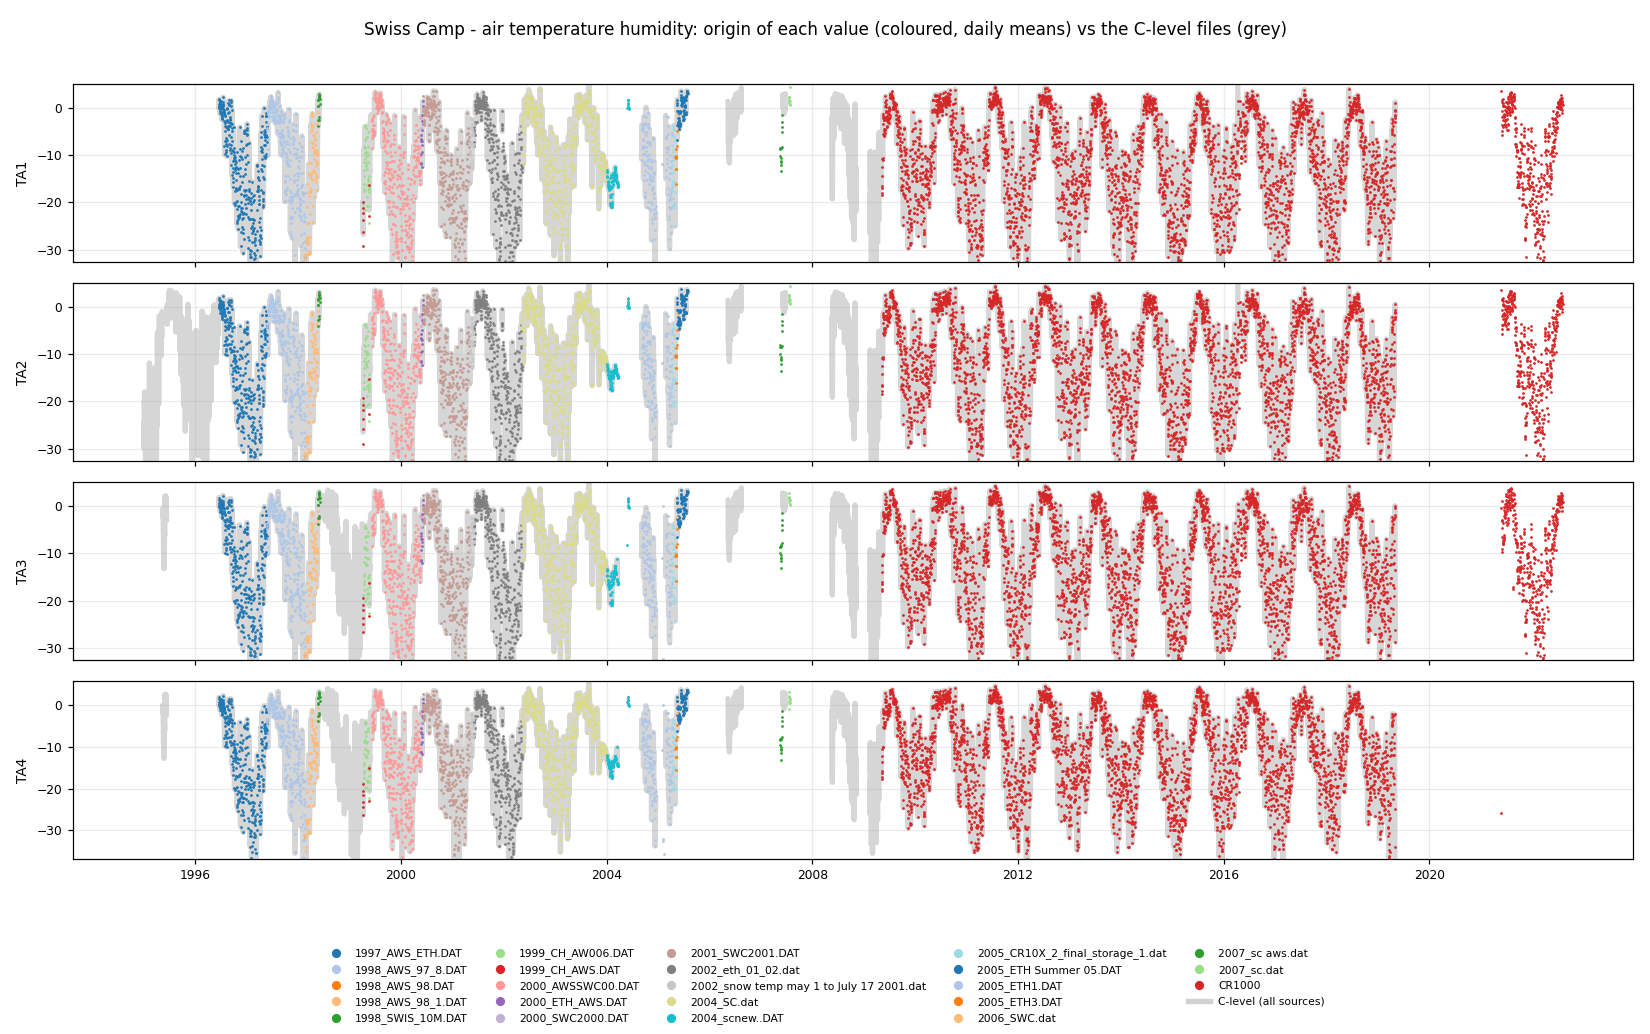 Swiss Camp - air temperature humidity: origin of each value (coloured, daily means) vs the C-level files (grey)
TA1
0
−10
−20
−30
TA2
0
−10
−20
−30
TA3
0
−10
−20
−30
TA4
0
−10
−20
−30
1996 2000 2004 2008 2012 2016 2020
1997_AWS_ETH.DAT 1999_CH_AW006.DAT 2001_SWC2001.DAT 2005_CR10X_2_final_storage_1.dat 2007_sc aws.dat
1998_AWS_97_8.DAT 1999_CH_AWS.DAT 2002_eth_01_02.dat 2005_ETH Summer 05.DAT 2007_sc.dat
1998_AWS_98.DAT 2000_AWSSWC00.DAT 2002_snow temp may 1 to July 17 2001.dat 2005_ETH1.DAT CR1000
1998_AWS_98_1.DAT 2000_ETH_AWS.DAT 2004_SC.dat 2005_ETH3.DAT C-level (all sources)
1998_SWIS_10M.DAT 2000_SWC2000.DAT 2004_scnew..DAT 2006_SWC.dat